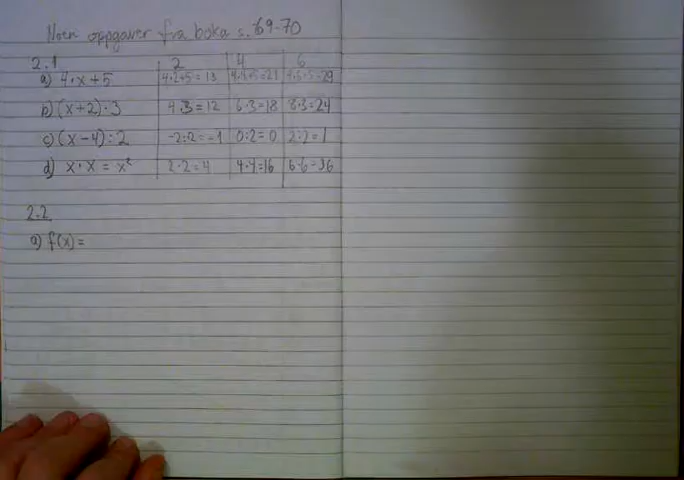 Noen oppgaver fra boka s. 69-70
2.1 2 4 6
a) 4·x+5 4·2+5=13 4·4+5=21 4·6+5=29
b) (x+2)·3 4·3=12 6·3=18 8·3=24
c) (x-4):2 -2:2=-1 0:2=0 2:2=1
d) x·x=x² 2·2=4 4·4=16 6·6=36
2.2
a) f(x)=